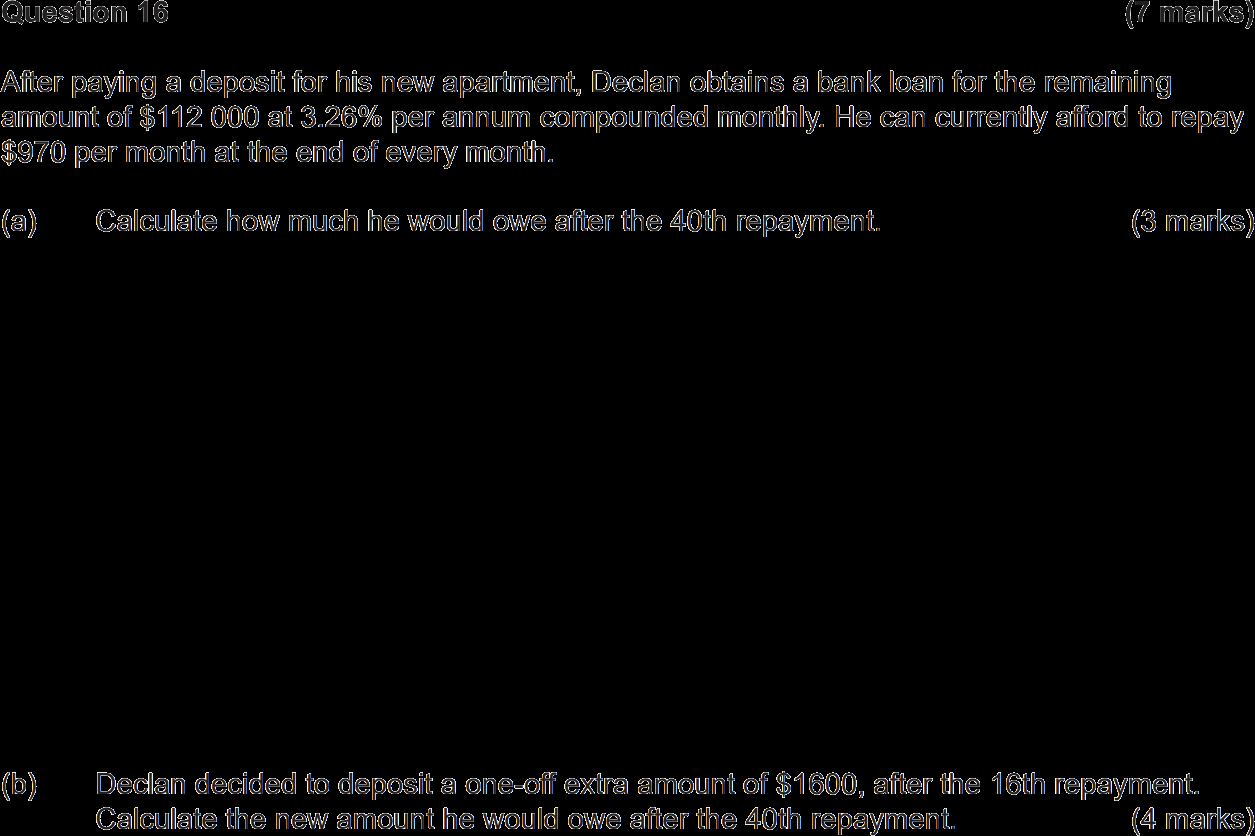 Question 16 (7 marks)
After paying a deposit for his new apartment, Declan obtains a bank loan for the remaining
amount of $112 000 at 3.26% per annum compounded monthly. He can currently afford to repay
$970 per month at the end of every month.
(a) Calculate how much he would owe after the 40th repayment. (3 marks)
(b) Declan decided to deposit a one-off extra amount of $1600, after the 16th repayment.
Calculate the new amount he would owe after the 40th repayment. (4 marks)